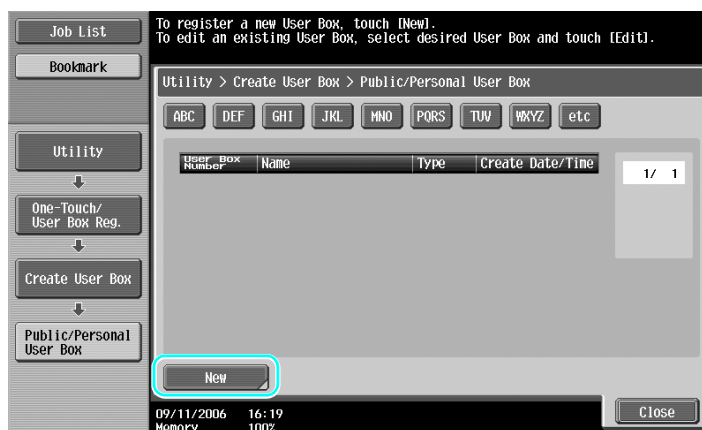 Job List
Bookmark
To register a new User Box, touch [New].
To edit an existing User Box, select desired User Box and touch [Edit].
Utility > Create User Box > Public/Personal User Box
ABC DEF GHI JKL MNO PQRS TUV WXYZ etc
Utility
One-Touch/
User Box Reg.
Create User Box
Public/Personal
User Box
User Box
Number Name Type Create Date/Time
1/ 1
New
09/11/2006 16:19
Memory 100%
Close